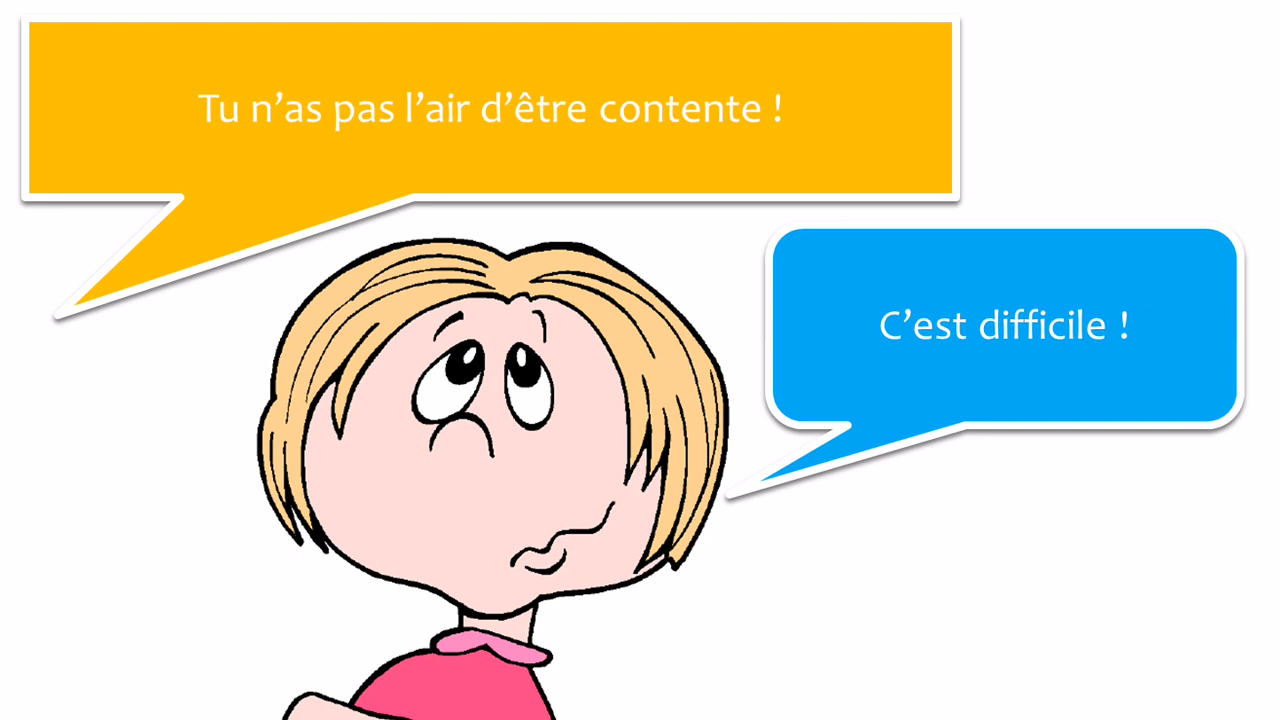 Tu n’as pas l’air d’être contente !
C’est difficile !